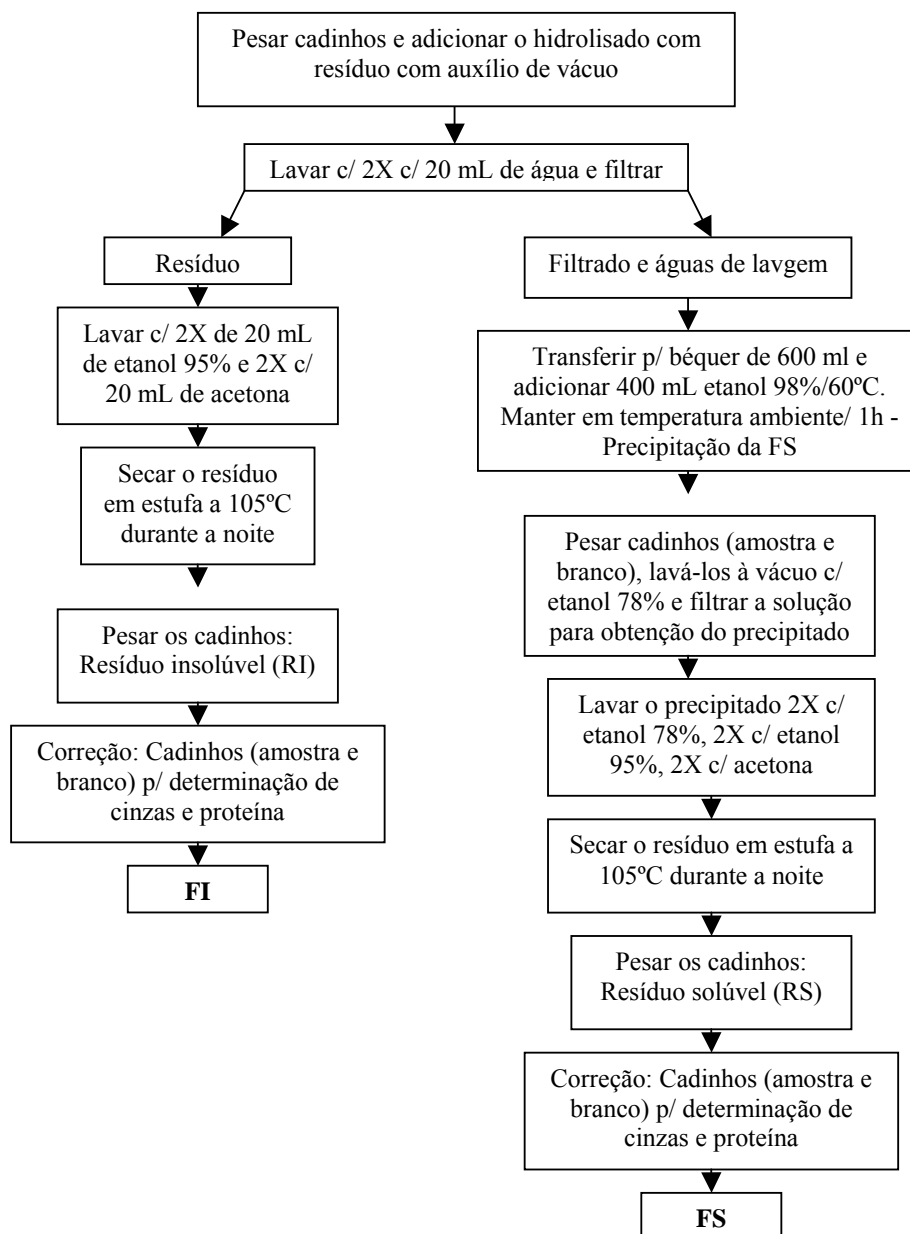 Pesar cadinhos e adicionar o hidrolisado com
resíduo com auxílio de vácuo
Lavar c/ 2X c/ 20 mL de água e filtrar
Resíduo
Lavar c/ 2X de 20 mL
de etanol 95% e 2X c/
20 mL de acetona
Secar o resíduo
em estufa a 105ºC
durante a noite
Pesar os cadinhos:
Resíduo insolúvel (RI)
Correção: Cadinhos (amostra e
branco) p/ determinação de
cinzas e proteína
FI
Filtrado e águas de lavgem
Transferir p/ béquer de 600 ml e
adicionar 400 mL etanol 98%/60ºC.
Manter em temperatura ambiente/ 1h -
Precipitação da FS
Pesar cadinhos (amostra e
branco), lavá-los à vácuo c/
etanol 78% e filtrar a solução
para obtenção do precipitado
Lavar o precipitado 2X c/
etanol 78%, 2X c/ etanol
95%, 2X c/ acetona
Secar o resíduo em estufa a
105ºC durante a noite
Pesar os cadinhos:
Resíduo solúvel (RS)
Correção: Cadinhos (amostra e
branco) p/ determinação de
cinzas e proteína
FS